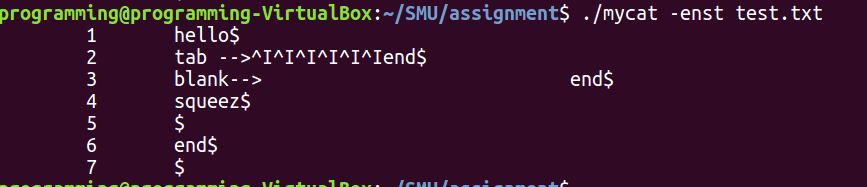 programming@programming-VirtualBox:~/SMU/assignment$ ./mycat -enst test.txt
1 hello$
2 tab -->^I^I^I^I^I^Iend$
3 blank--> end$
4 squeez$
5 $
6 end$
7 $
programming@programming-VirtualBox:~/SMU/assignment$